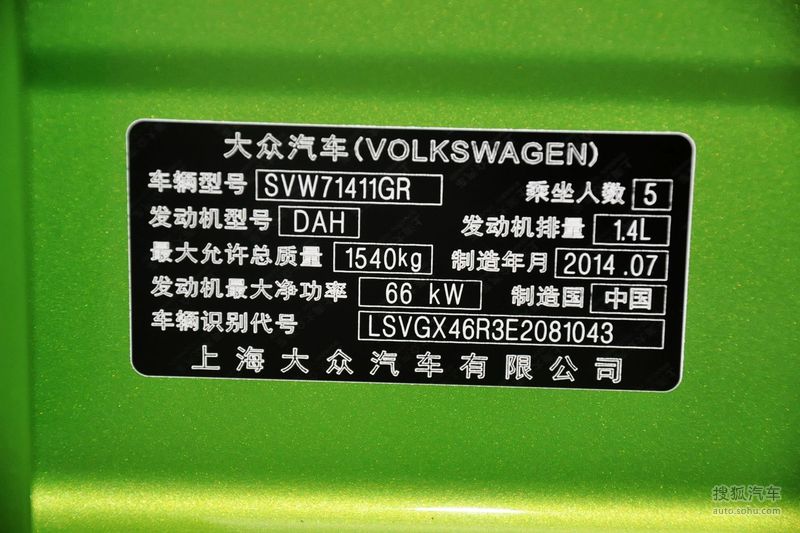 大众汽车(VOLKSWAGEN)
车辆型号 SVW71411GR 乘坐人数 5
发动机型号 DAH 发动机排量 1.4L
最大允许总质量 1540kg 制造年月 2014.07
发动机最大净功率 66 kW 制造国 中国
车辆识别代号 LSVGX46R3E2081043
上海大众汽车有限公司
搜狐汽车
auto.sohu.com